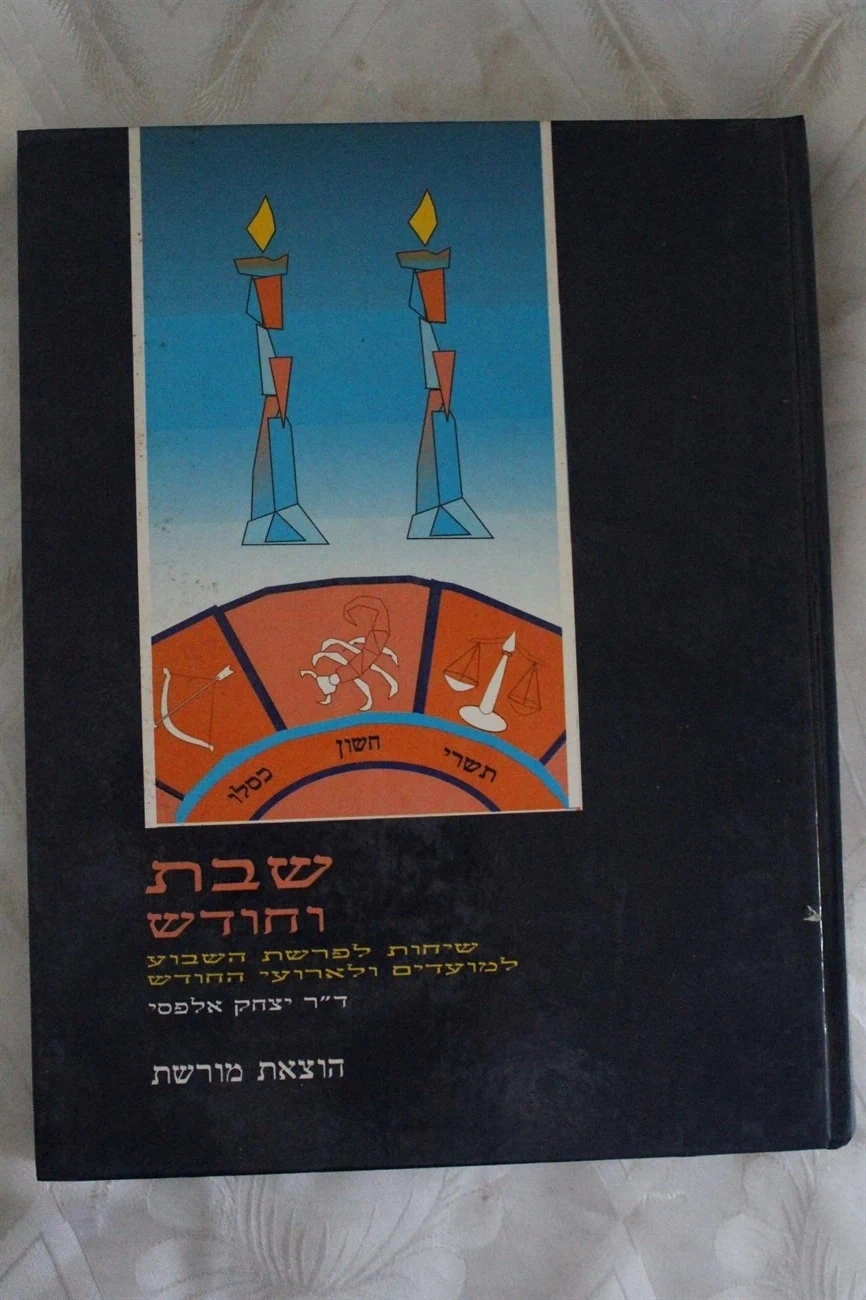 תשרי
חשון
כסלו
שבת
וחודש
שיחות לפרשת השבוע
למועדים ולארועי החודש
ד״ר יצחק אלפסי
הוצאת מורשת